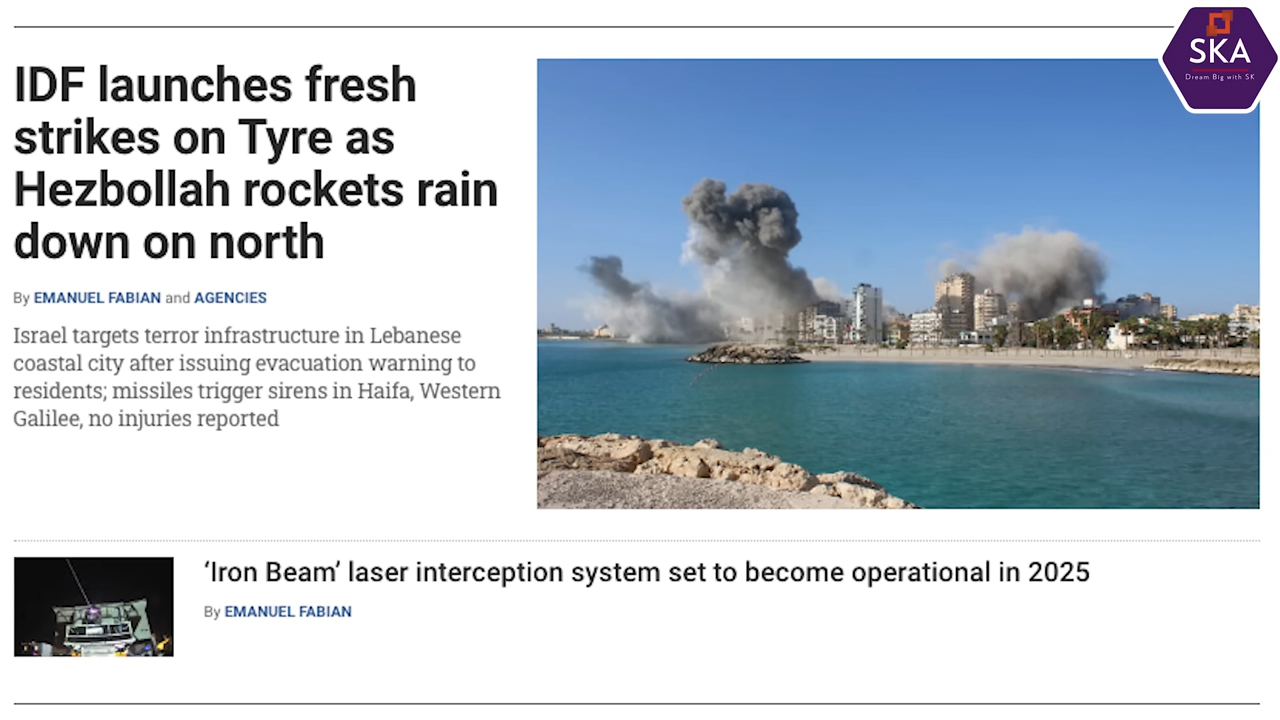 SKA
Dream Big with SK
IDF launches fresh
strikes on Tyre as
Hezbollah rockets rain
down on north
By EMANUEL FABIAN and AGENCIES
Israel targets terror infrastructure in Lebanese
coastal city after issuing evacuation warning to
residents; missiles trigger sirens in Haifa, Western
Galilee, no injuries reported
‘Iron Beam’ laser interception system set to become operational in 2025
By EMANUEL FABIAN